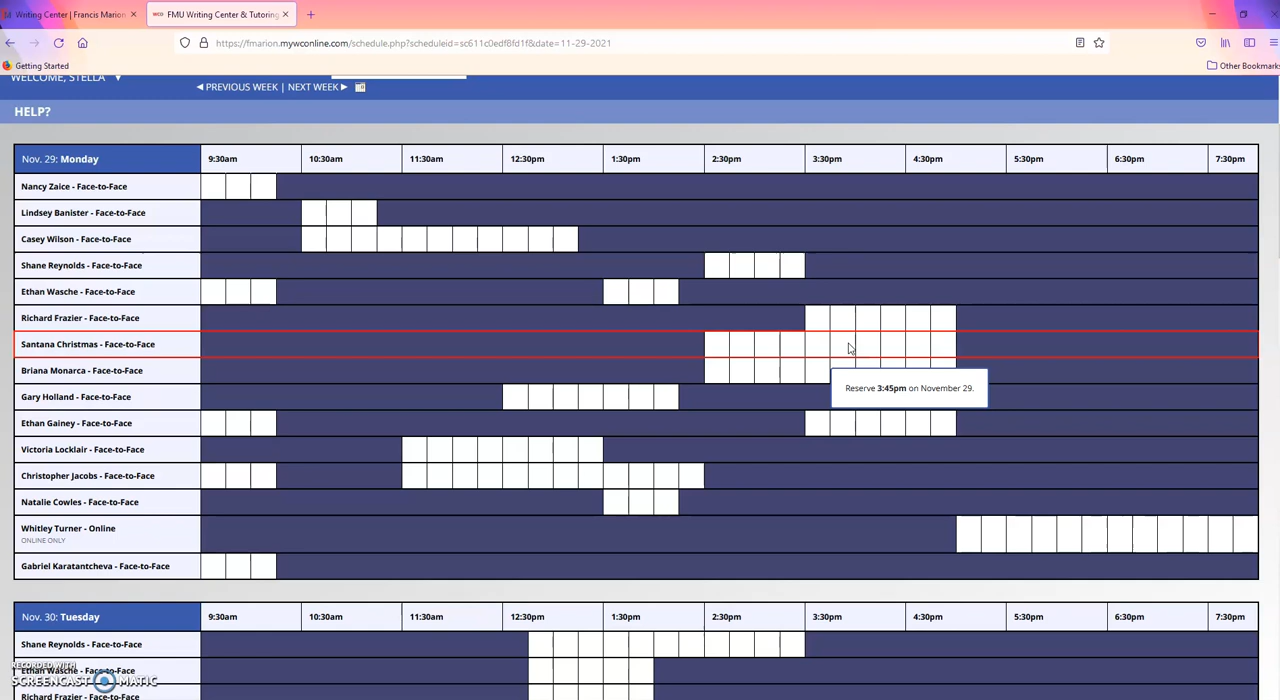 Writing Center | Francis Marion
FMU Writing Center & Tutoring
https://fmarion.mywconline.com/schedule.php?scheduleid=sc611c0edf8fd1f&date=11-29-2021
Getting Started
Other Bookmarks
WELCOME, STELLA
PREVIOUS WEEK | NEXT WEEK
HELP?
Nov. 29: Monday 9:30am 10:30am 11:30am 12:30pm 1:30pm 2:30pm 3:30pm 4:30pm 5:30pm 6:30pm 7:30pm
Nancy Zaice - Face-to-Face
Lindsey Banister - Face-to-Face
Casey Wilson - Face-to-Face
Shane Reynolds - Face-to-Face
Ethan Wasche - Face-to-Face
Richard Frazier - Face-to-Face
Santana Christmas - Face-to-Face
Briana Monarca - Face-to-Face
Reserve 3:45pm on November 29.
Gary Holland - Face-to-Face
Ethan Gainey - Face-to-Face
Victoria Locklair - Face-to-Face
Christopher Jacobs - Face-to-Face
Natalie Cowles - Face-to-Face
Whitley Turner - Online
ONLINE ONLY
Gabriel Karatantcheva - Face-to-Face
Nov. 30: Tuesday 9:30am 10:30am 11:30am 12:30pm 1:30pm 2:30pm 3:30pm 4:30pm 5:30pm 6:30pm 7:30pm
Shane Reynolds - Face-to-Face
Ethan Wasche - Face-to-Face
Richard Frazier - Face-to-Face
RECORDED WITH
SCREENCAST MATIC